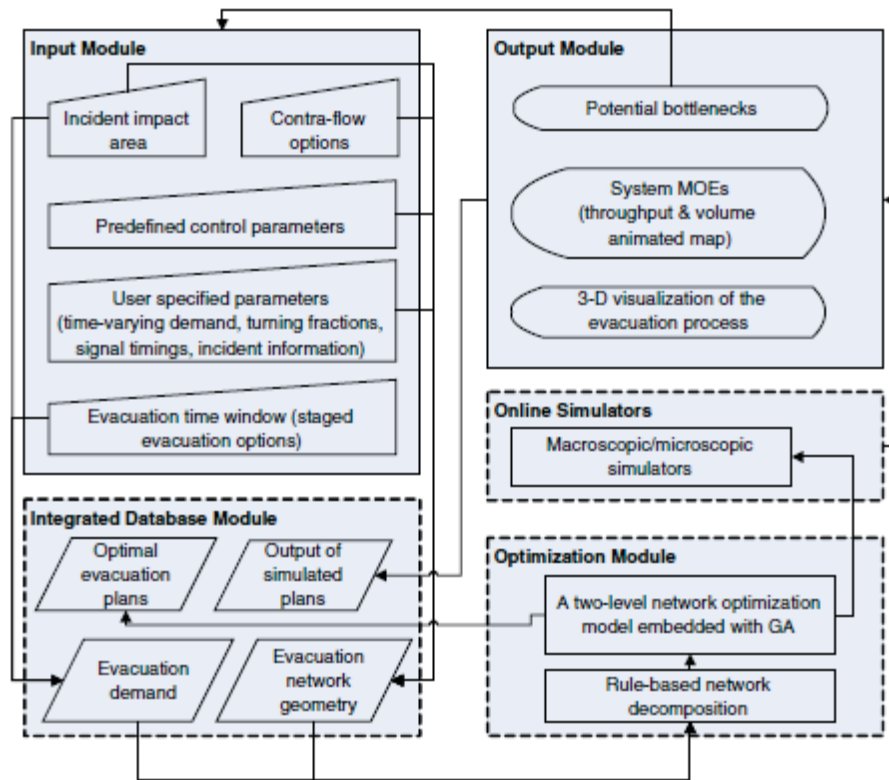 Input Module
Incident impact
area
Contra-flow
options
Predefined control parameters
User specified parameters
(time-varying demand, turning fractions,
signal timings, incident information)
Evacuation time window (staged
evacuation options)
Integrated Database Module
Optimal
evacuation
plans
Output of
simulated
plans
Evacuation
demand
Evacuation
network
geometry
Output Module
Potential bottlenecks
System MOEs
(throughput & volume
animated map)
3-D visualization of the
evacuation process
Online Simulators
Macroscopic/microscopic
simulators
Optimization Module
A two-level network optimization
model embedded with GA
Rule-based network
decomposition